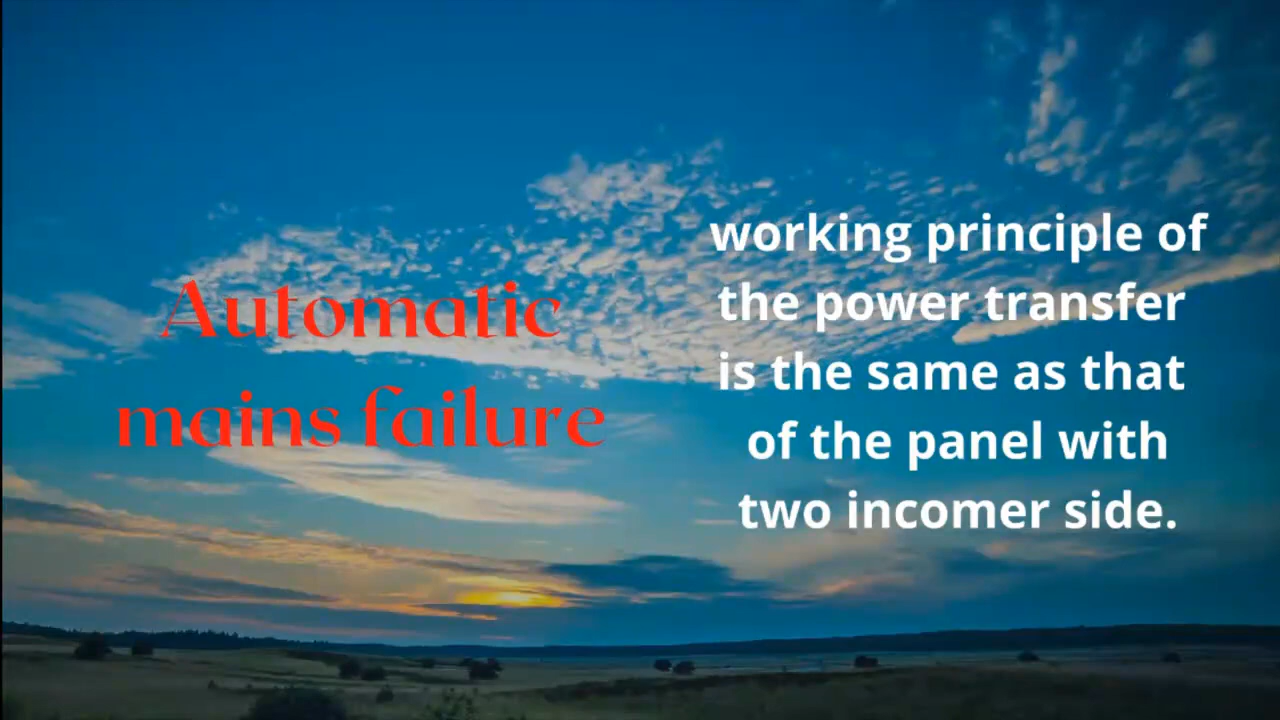 Automatic
mains failure
working principle of
the power transfer
is the same as that
of the panel with
two incomer side.